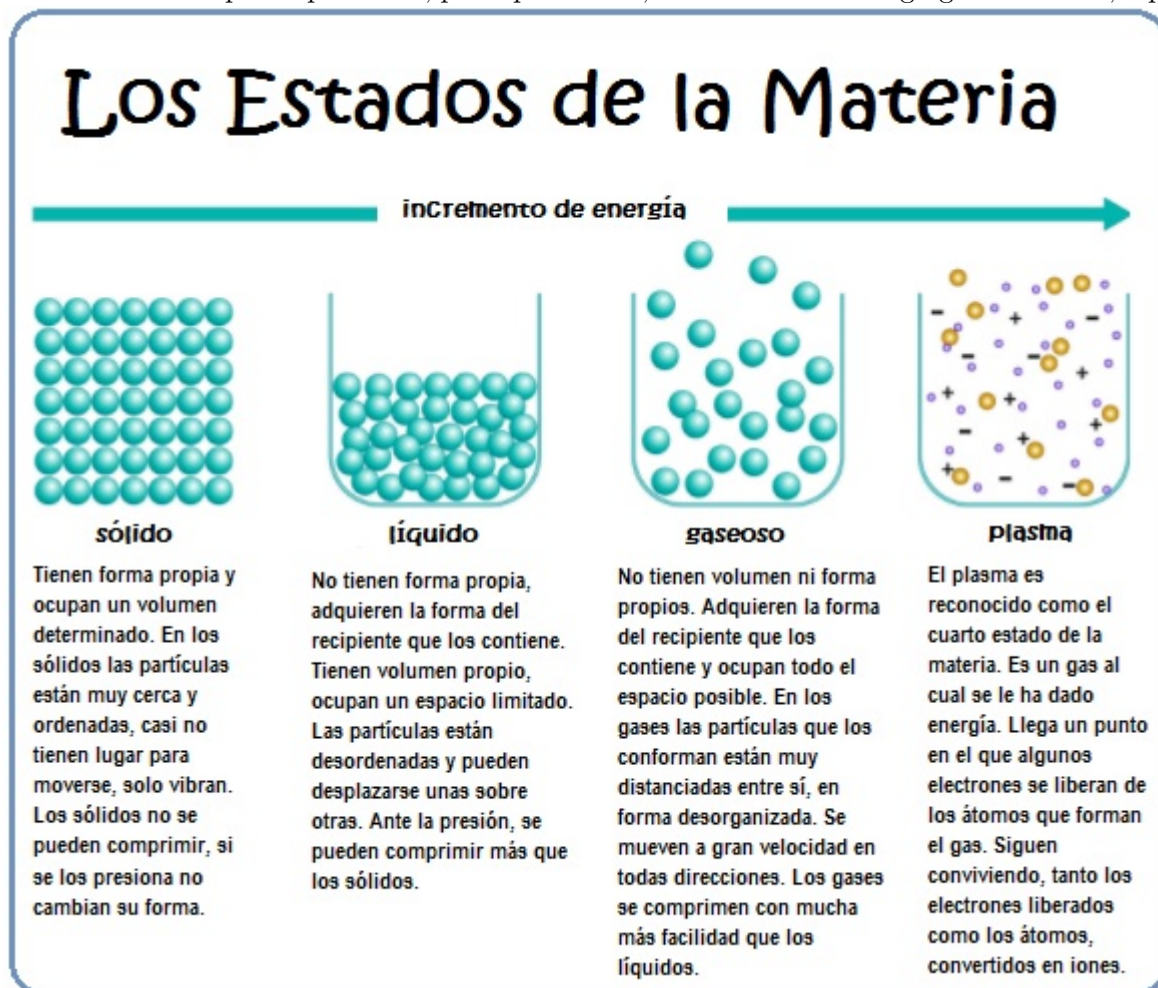 Los Estados de la Materia
incremento de energía
sólido
Tienen forma propia y
ocupan un volumen
determinado. En los
sólidos las partículas
están muy cerca y
ordenadas, casi no
tienen lugar para
moverse, solo vibran.
Los sólidos no se
pueden comprimir, si
se los presiona no
cambian su forma.
líquido
No tienen forma propia,
adquieren la forma del
recipiente que los contiene.
Tienen volumen propio,
ocupan un espacio limitado.
Las partículas están
desordenadas y pueden
desplazarse unas sobre
otras. Ante la presión, se
pueden comprimir más que
los sólidos.
gaseoso
No tienen volumen ni forma
propios. Adquieren la forma
del recipiente que los
contiene y ocupan todo el
espacio posible. En los
gases las partículas que los
conforman están muy
distanciadas entre sí, en
forma desorganizada. Se
mueven a gran velocidad en
todas direcciones. Los gases
se comprimen con mucha
más facilidad que los
líquidos.
plasma
El plasma es
reconocido como el
cuarto estado de la
materia. Es un gas al
cual se le ha dado
energía. Llega un punto
en el que algunos
electrones se liberan de
los átomos que forman
el gas. Siguen
conviviendo, tanto los
electrones liberados
como los átomos,
convertidos en iones.